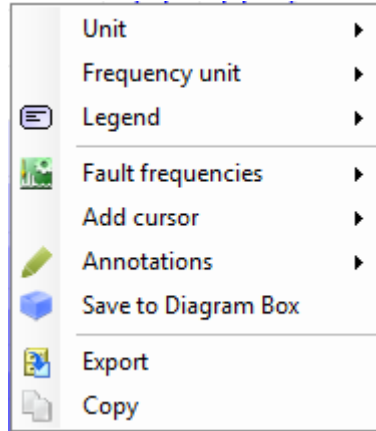 Unit
Frequency unit
Legend
Fault frequencies
Add cursor
Annotations
Save to Diagram Box
Export
Copy